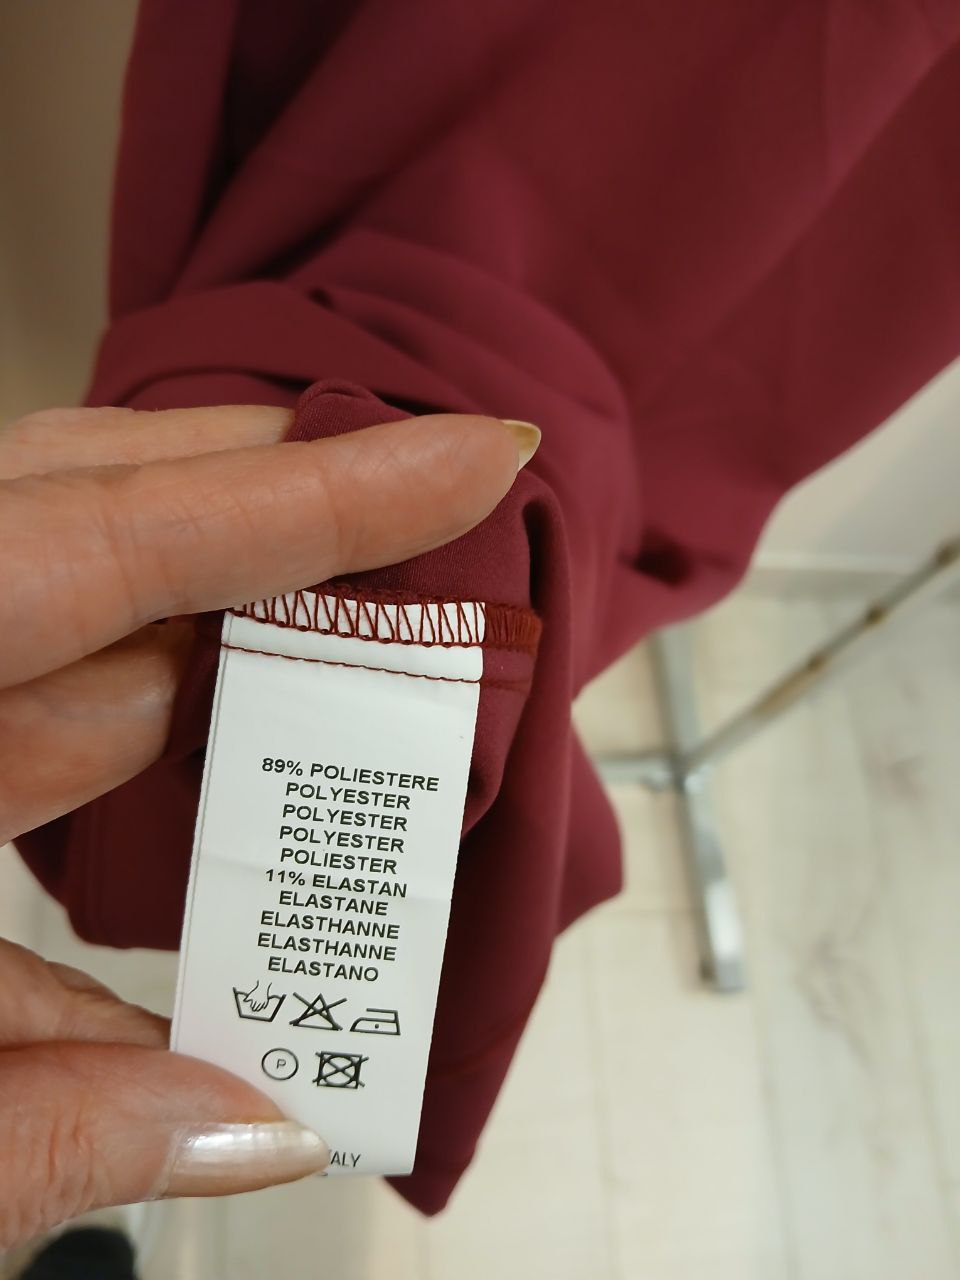 89% POLIESTERE
POLYESTER
POLYESTER
POLYESTER
POLIESTER
11% ELASTAN
ELASTANE
ELASTHANNE
ELASTHANNE
ELASTANO
P